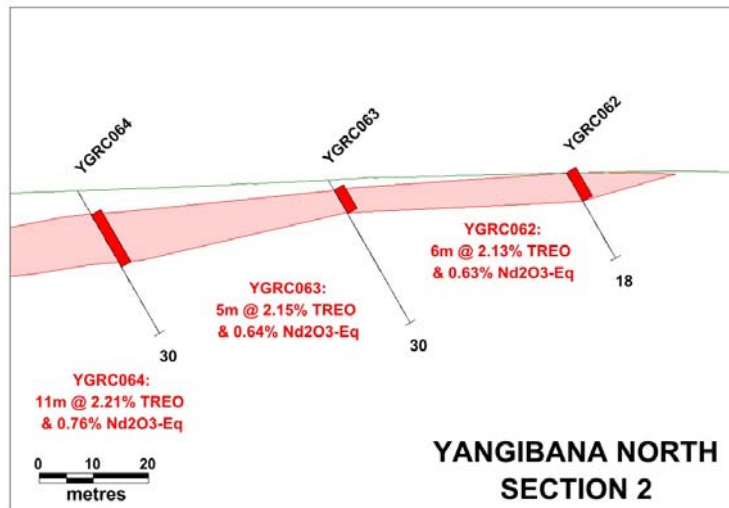 YGRC064
YGRC063
YGRC062
YGRC062:
6m @ 2.13% TREO
& 0.63% Nd2O3-Eq
18
YGRC063:
5m @ 2.15% TREO
& 0.64% Nd2O3-Eq
30
30
YGRC064:
11m @ 2.21% TREO
& 0.76% Nd2O3-Eq
0 10 20
metres
YANGIBANA NORTH
SECTION 2